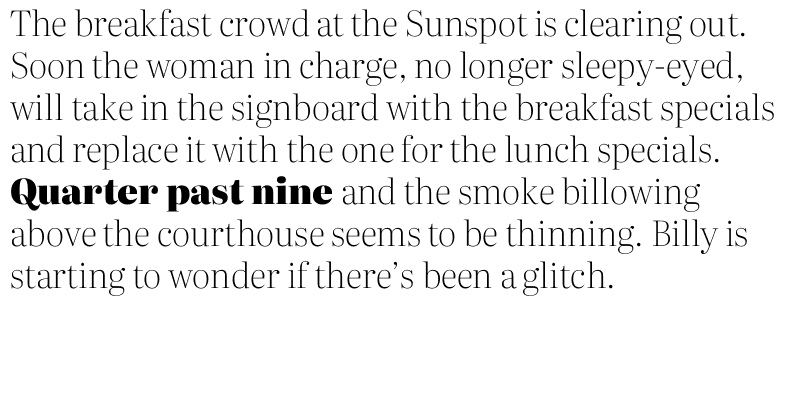 The breakfast crowd at the Sunspot is clearing out.
Soon the woman in charge, no longer sleepy-eyed,
will take in the signboard with the breakfast specials
and replace it with the one for the lunch specials.
Quarter past nine and the smoke billowing
above the courthouse seems to be thinning. Billy is
starting to wonder if there’s been a glitch.